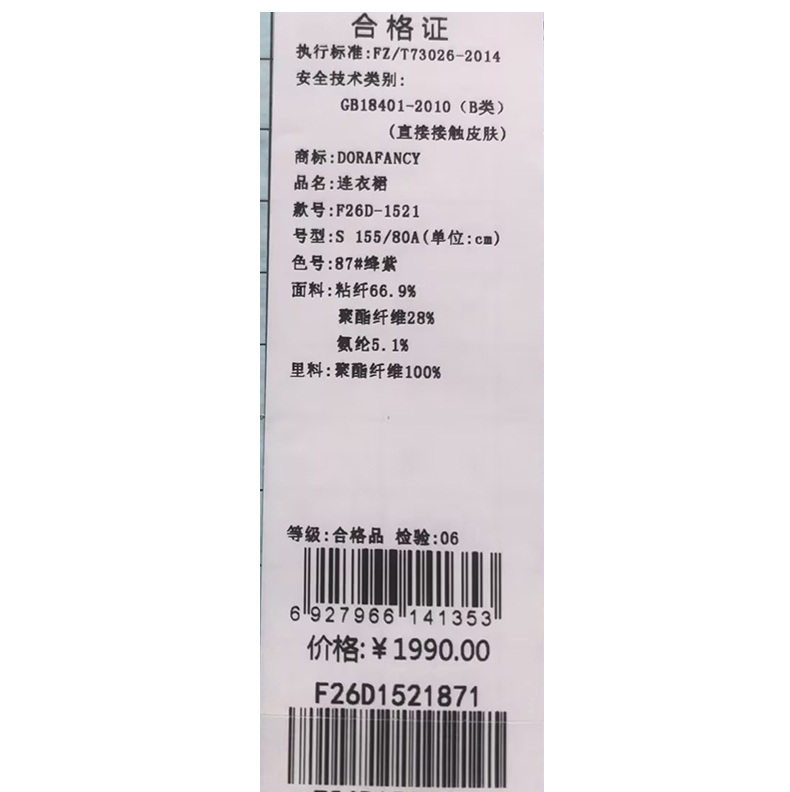 合格证
执行标准:FZ/T73026-2014
安全技术类别:
GB18401-2010（B类）
(直接接触皮肤)
商标:DORAFANCY
品名:连衣裙
款号:F26D-1521
号型:S 155/80A(单位:cm)
色号:87#绛紫
面料:粘纤66.9%
聚酯纤维28%
氨纶5.1%
里料:聚酯纤维100%
等级:合格品 检验:06
6 927966 141353
价格:¥1990.00
F26D1521871